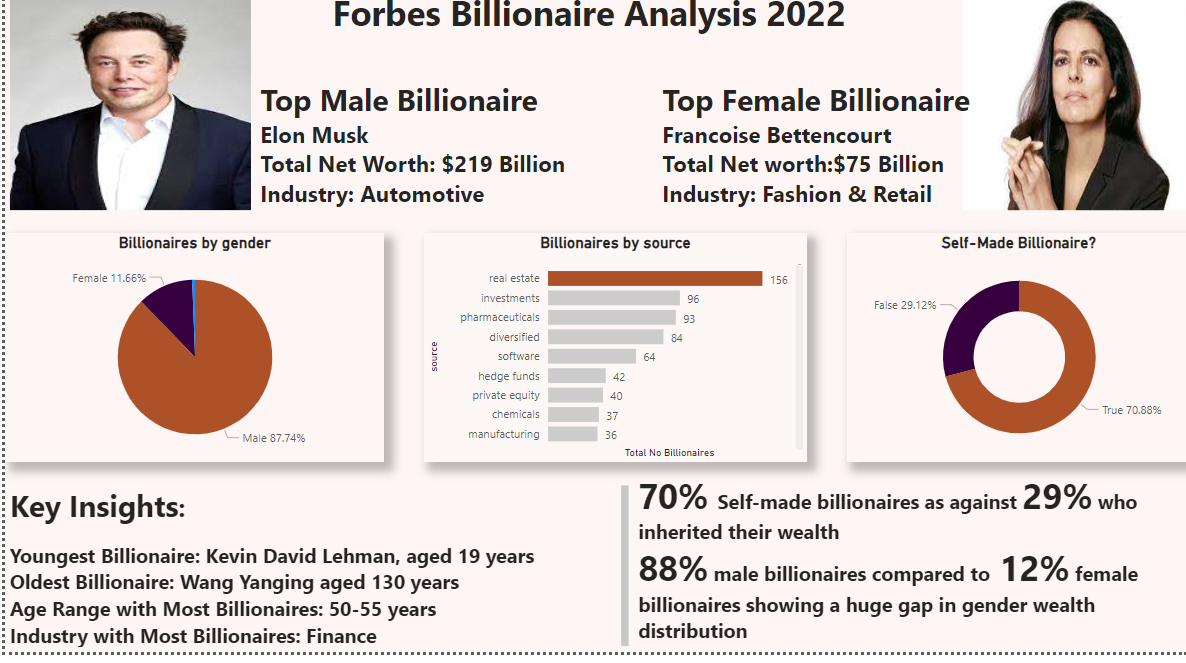 Forbes Billionaire Analysis 2022
Top Male Billionaire
Elon Musk
Total Net Worth: $219 Billion
Industry: Automotive
Top Female Billionaire
Francoise Bettencourt
Total Net worth:$75 Billion
Industry: Fashion & Retail
Billionaires by gender
Female 11.66%
Male 87.74%
Billionaires by source
source
real estate 156
investments 96
pharmaceuticals 93
diversified 84
software 64
hedge funds 42
private equity 40
chemicals 37
manufacturing 36
Total No Billionaires
Self-Made Billionaire?
False 29.12%
True 70.88%
Key Insights:
Youngest Billionaire: Kevin David Lehman, aged 19 years
Oldest Billionaire: Wang Yanging aged 130 years
Age Range with Most Billionaires: 50-55 years
Industry with Most Billionaires: Finance
70% Self-made billionaires as against 29% who
inherited their wealth
88% male billionaires compared to 12% female
billionaires showing a huge gap in gender wealth
distribution